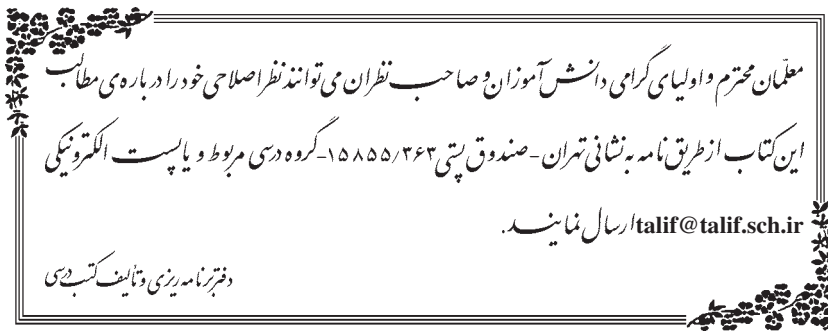 معلّمان محترم و اولیای گرامی دانش‌آموزان و صاحب‌نظران می‌توانند نظر اصلاحی خود را درباره‌ی مطالب
این کتاب از طریق نامه به نشانی تهران - صندوق پستی ۱۵۸۵۵/۳۶۳ - گروه درسی مربوط و یا پست الکترونیکی
talif@talif.sch.ir ارسال نمایند.
دفتر برنامه‌ریزی و تألیف کتب درسی